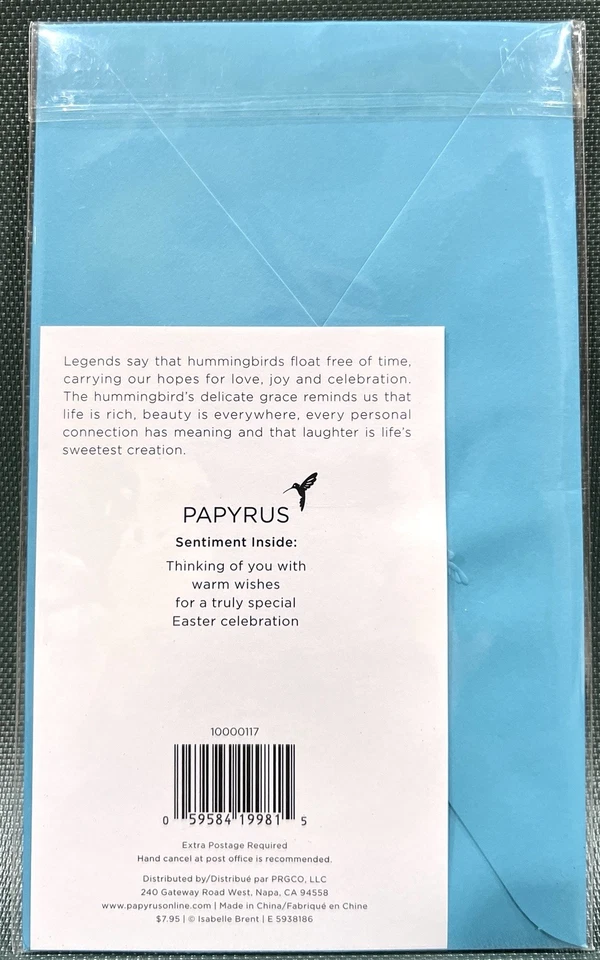 Legends say that hummingbirds float free of time,
carrying our hopes for love, joy and celebration.
The hummingbird's delicate grace reminds us that
life is rich, beauty is everywhere, every personal
connection has meaning and that laughter is life's
sweetest creation.
PAPYRUS
Sentiment Inside:
Thinking of you with
warm wishes
for a truly special
Easter celebration
10000117
0 59584 19981 5
Extra Postage Required
Hand cancel at post office is recommended.
Distributed by/Distribué par PRGCO, LLC
240 Gateway Road West, Napa, CA 94558
www.papyrusonline.com | Made in China/Fabriqué en Chine
$7.95 | © Isabelle Brent | E 5938186